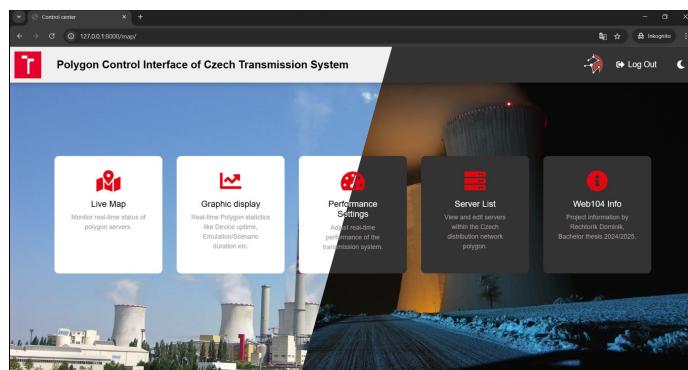 Control center
127.0.0.1:8000/map/
Inkognito
T
Polygon Control Interface of Czech Transmission System
Log Out
Live Map
Monitor real-time status of
polygon servers.
Graphic display
Real-time Polygon statictics
like Device uptime,
Emulation/Scenario
duration etc.
Performance
Settings
Adjust real-time
performance of the
transmission system.
Server List
View and edit servers
within the Czech
distribution network
polygon.
Web104 Info
Project information by
Rechtorik Dominik,
Bachelor thesis 2024/2025.